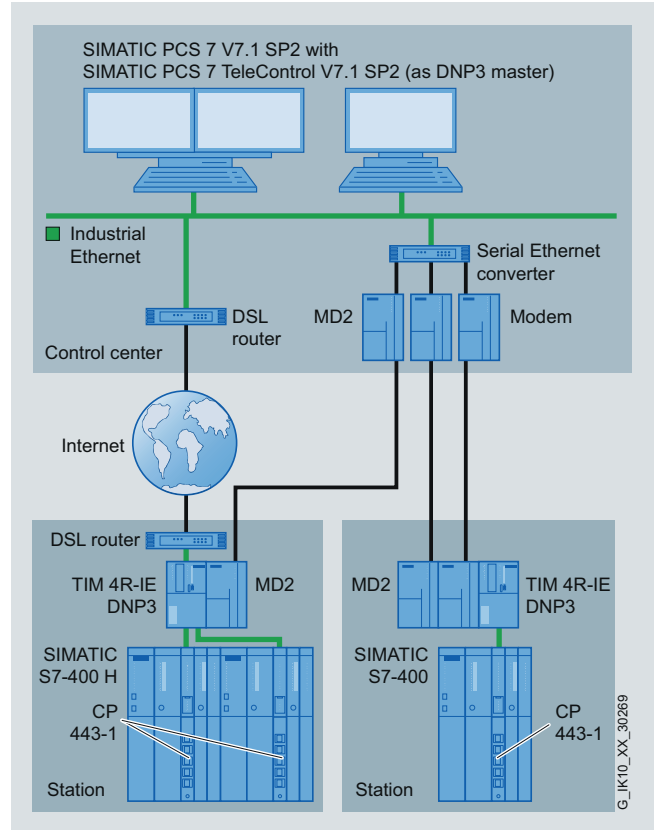 SIMATIC PCS 7 V7.1 SP2 with
SIMATIC PCS 7 TeleControl V7.1 SP2 (as DNP3 master)
Industrial
Ethernet
Serial Ethernet
converter
DSL
router
MD2
Modem
Control center
Internet
DSL router
TIM 4R-IE
DNP3
MD2
MD2
TIM 4R-IE
DNP3
SIMATIC
S7-400 H
SIMATIC
S7-400
CP
443-1
CP
443-1
Station
Station
G_IK10_XX_30269